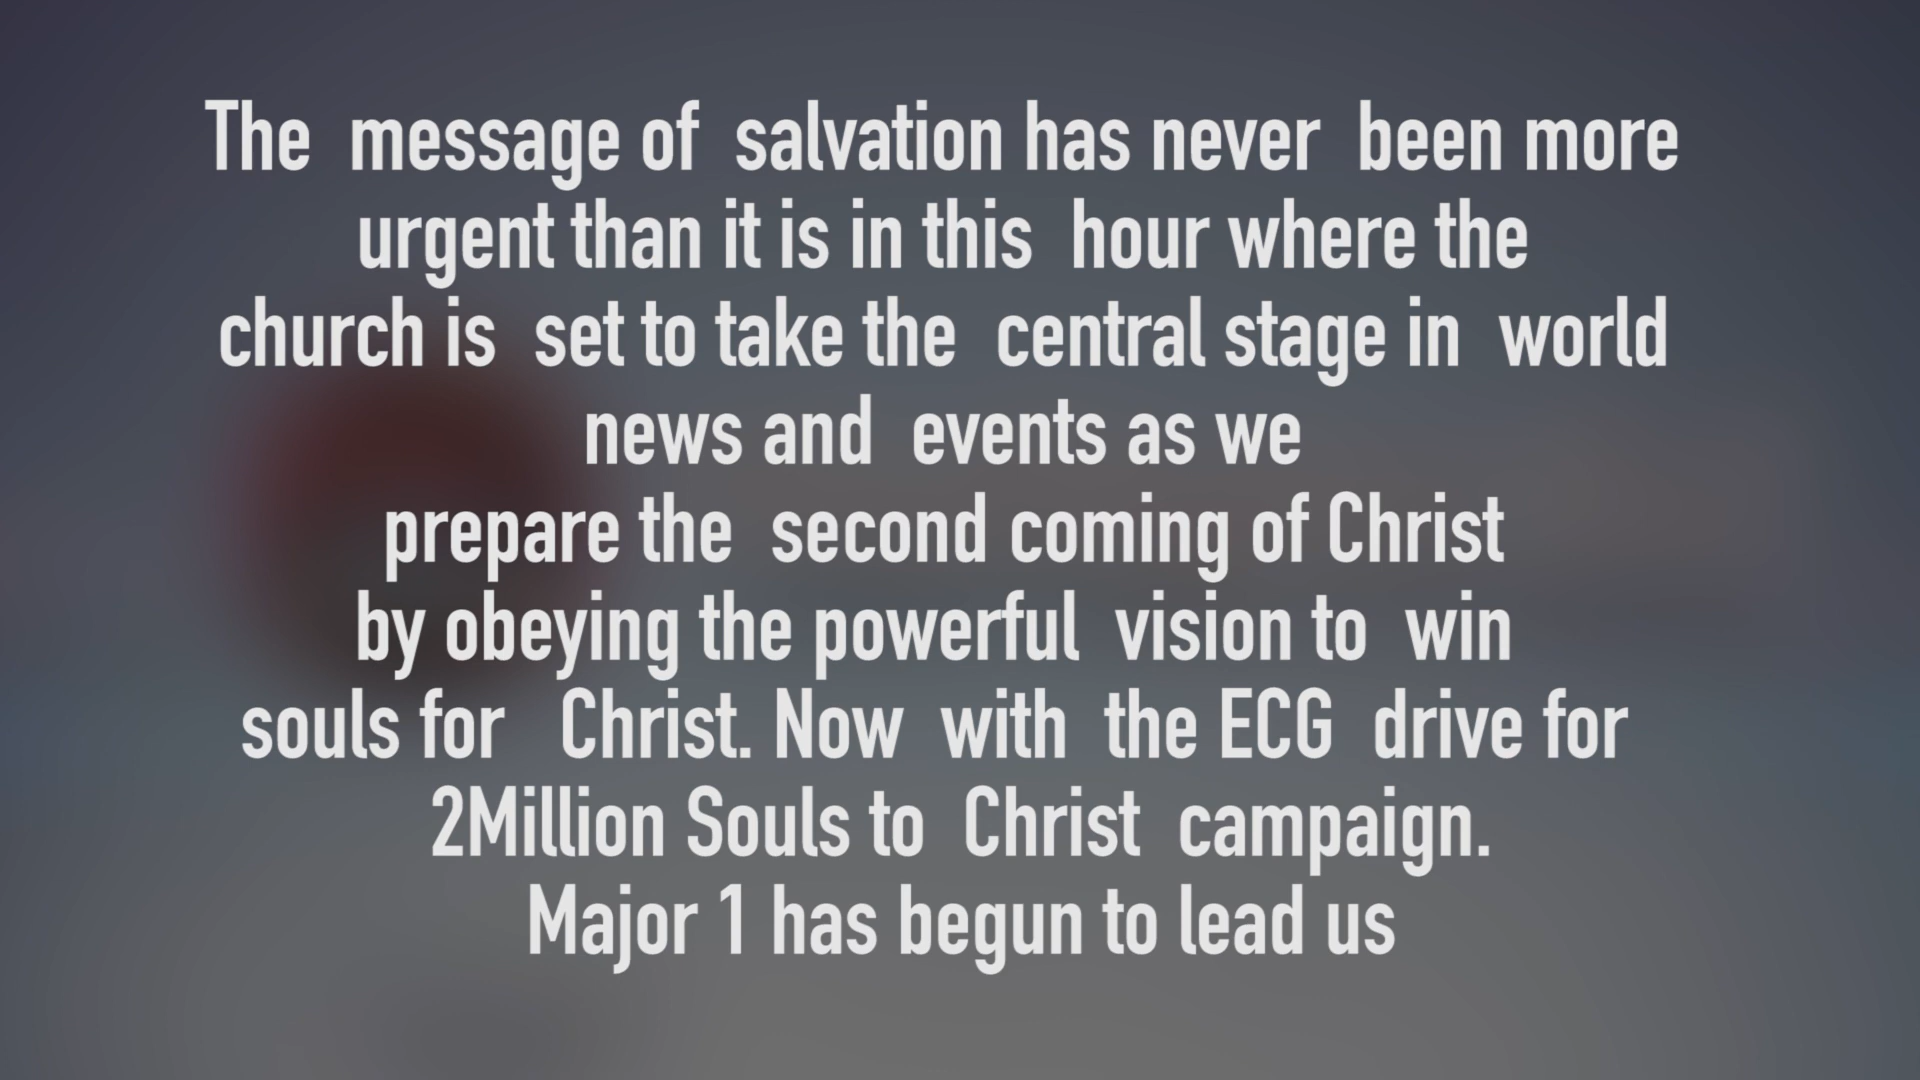 The message of salvation has never been more
urgent than it is in this hour where the
church is set to take the central stage in world
news and events as we
prepare the second coming of Christ
by obeying the powerful vision to win
souls for Christ. Now with the ECG drive for
2Million Souls to Christ campaign.
Major 1 has begun to lead us